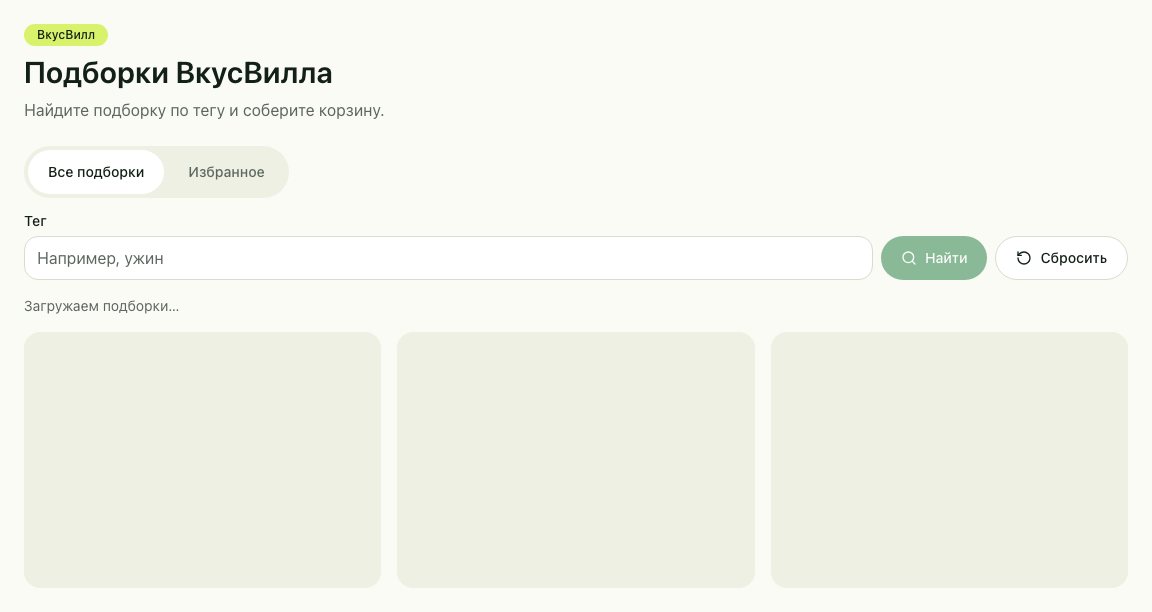 ВкусВилл
Подборки ВкусВилла
Найдите подборку по тегу и соберите корзину.
Все подборки
Избранное
Тег
Например, ужин
Найти
Сбросить
Загружаем подборки…